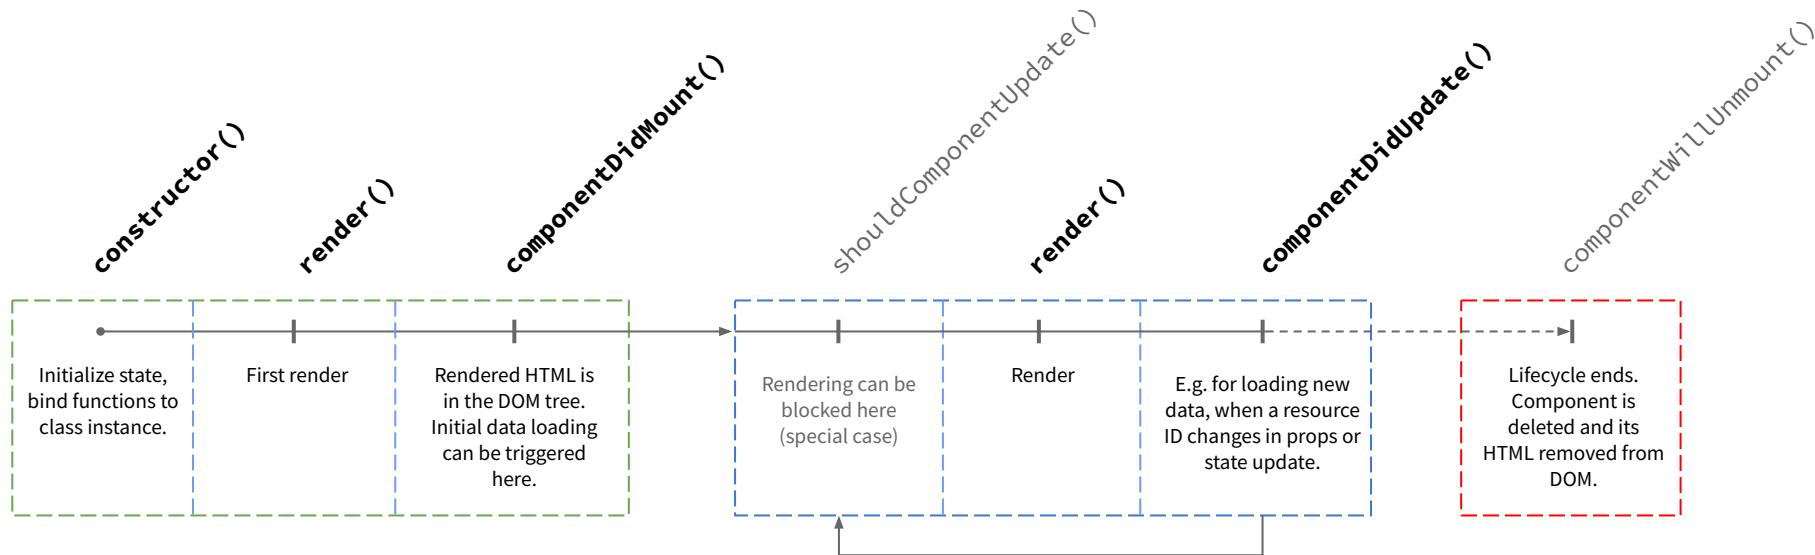 constructor()
render()
componentDidMount()
shouldComponentUpdate()
render()
componentDidUpdate()
componentWillUnmount()
Initialize state,
bind functions to
class instance.
First render
Rendered HTML is
in the DOM tree.
Initial data loading
can be triggered
here.
Rendering can be
blocked here
(special case)
Render
E.g. for loading new
data, when a resource
ID changes in props or
state update.
Lifecycle ends.
Component is
deleted and its
HTML removed from
DOM.